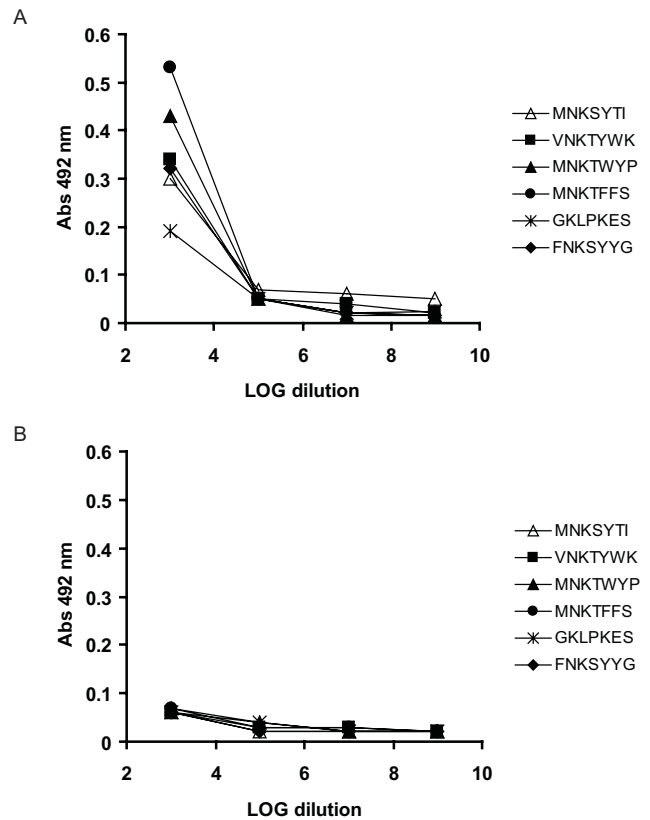 A
0.6
0.5
0.4
0.3
0.2
0.1
0
Abs 492 nm
2 4 6 8 10
LOG dilution
MNKSYTI
VNKTYWK
MNKTWYP
MNKTFFS
GKLPKES
FNKSYYG
B
0.6
0.5
0.4
0.3
0.2
0.1
0
Abs 492 nm
2 4 6 8 10
LOG dilution
MNKSYTI
VNKTYWK
MNKTWYP
MNKTFFS
GKLPKES
FNKSYYG